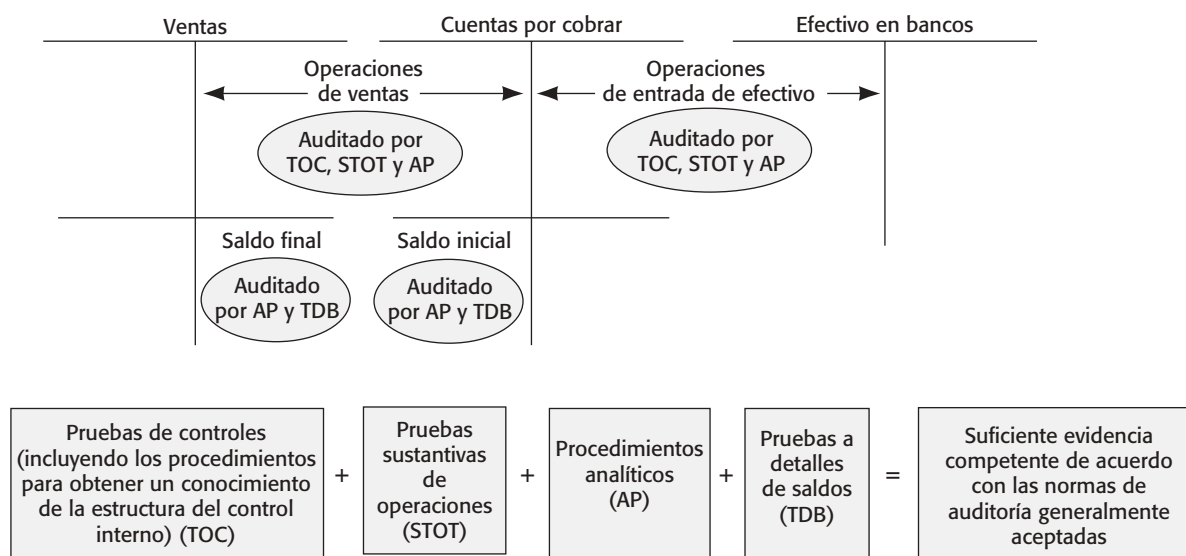 Ventas
Cuentas por cobrar
Efectivo en bancos
Operaciones
de ventas
Operaciones
de entrada de efectivo
Auditado por
TOC, STOT y AP
Auditado por
TOC, STOT y AP
Saldo final
Saldo inicial
Auditado
por AP y TDB
Auditado
por AP y TDB
Pruebas de controles
(incluyendo los procedimientos
para obtener un conocimiento
de la estructura del control
interno) (TOC)
+
Pruebas
sustantivas
de
operaciones
(STOT)
+
Procedimientos
analíticos
(AP)
+
Pruebas a
detalles
de saldos
(TDB)
=
Suficiente evidencia
competente de acuerdo
con las normas de
auditoría generalmente
aceptadas